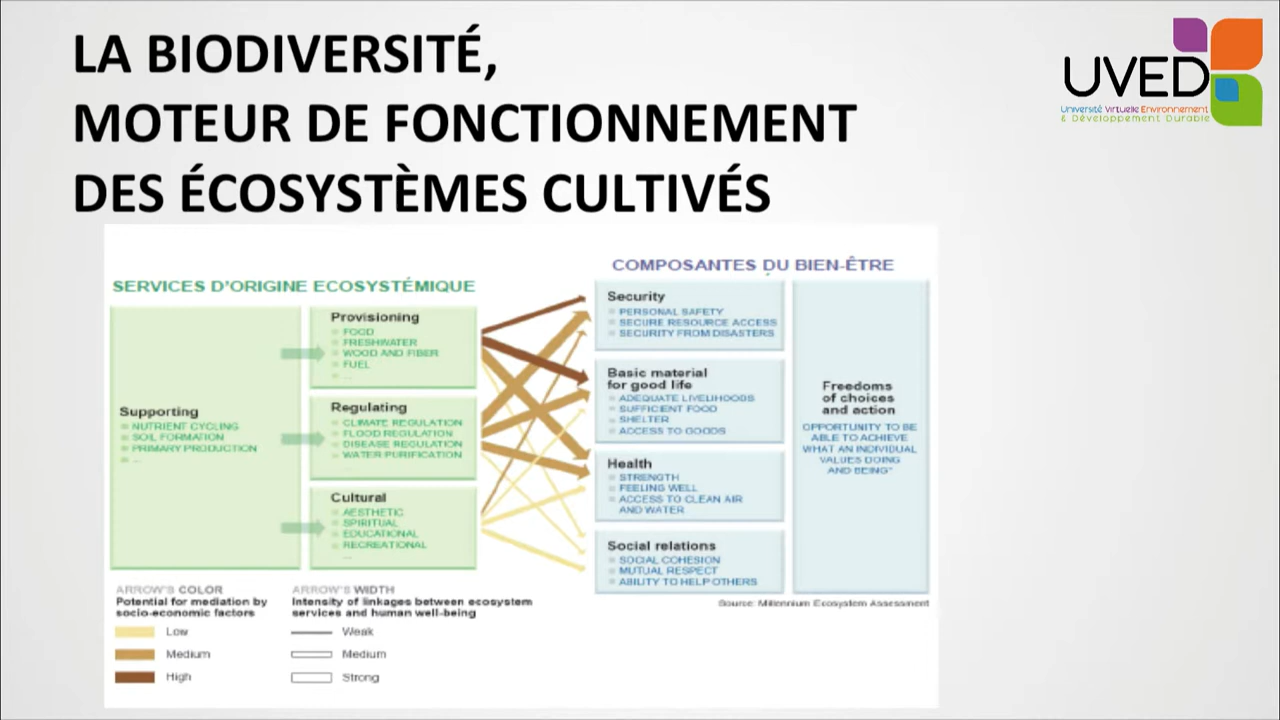 LA BIODIVERSITÉ,
MOTEUR DE FONCTIONNEMENT
DES ÉCOSYSTÈMES CULTIVÉS
UVED
Université Virtuelle Environnement
& Développement Durable
SERVICES D'ORIGINE ECOSYSTÉMIQUE
Supporting
NUTRIENT CYCLING
SOIL FORMATION
PRIMARY PRODUCTION
...
Provisioning
FOOD
FRESHWATER
WOOD AND FIBER
FUEL
...
Regulating
CLIMATE REGULATION
FLOOD REGULATION
DISEASE REGULATION
WATER PURIFICATION
...
Cultural
AESTHETIC
SPIRITUAL
EDUCATIONAL
RECREATIONAL
...
COMPOSANTES DU BIEN-ÊTRE
Security
PERSONAL SAFETY
SECURE RESOURCE ACCESS
SECURITY FROM DISASTERS
Basic material
for good life
ADEQUATE LIVELIHOODS
SUFFICIENT FOOD
SHELTER
ACCESS TO GOODS
Health
STRENGTH
FEELING WELL
ACCESS TO CLEAN AIR
AND WATER
Social relations
SOCIAL COHESION
MUTUAL RESPECT
ABILITY TO HELP OTHERS
Freedoms
of choices
and action
OPPORTUNITY TO BE
ABLE TO ACHIEVE
WHAT AN INDIVIDUAL
VALUES DOING
AND BEING"
Source: Millennium Ecosystem Assessment
ARROW'S COLOR
Potential for mediation by
socio-economic factors
Low
Medium
High
ARROW'S WIDTH
Intensity of linkages between ecosystem
services and human well-being
Weak
Medium
Strong